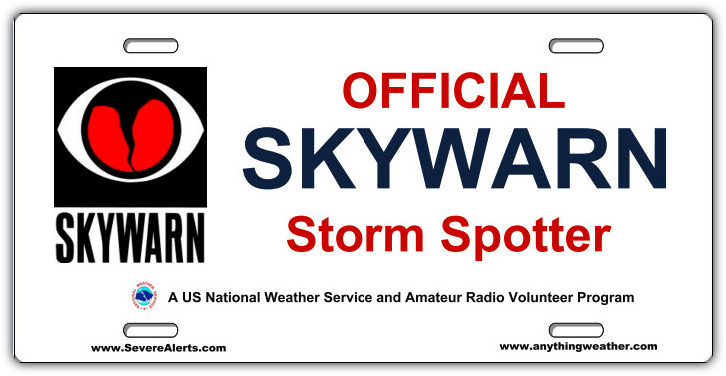 OFFICIAL
SKYWARN
Storm Spotter
SKYWARN
A US National Weather Service and Amateur Radio Volunteer Program
www.SevereAlerts.com
www.anythingweather.com